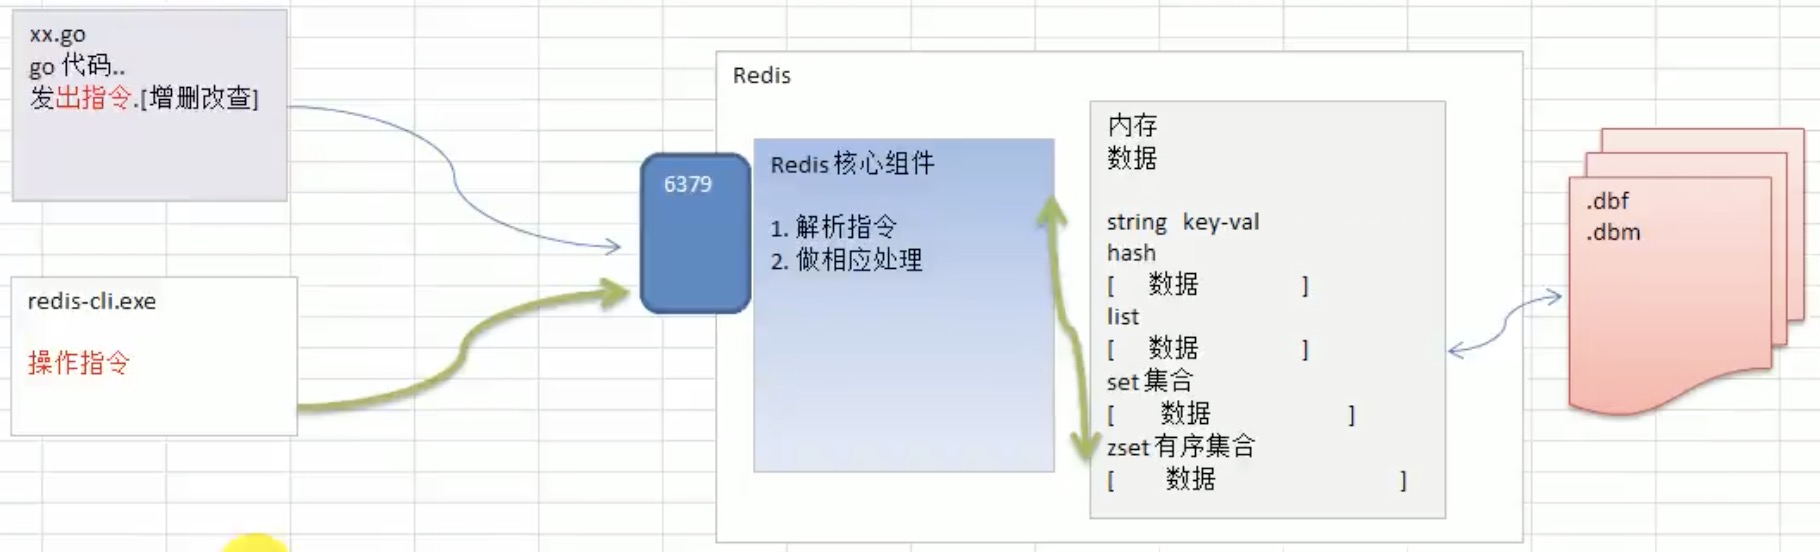 xx.go
go 代码..
发出指令.[增删改查]
redis-cli.exe
操作指令
Redis
6379
Redis 核心组件
1. 解析指令
2. 做相应处理
内存
数据
string key-val
hash
[ 数据 ]
list
[ 数据 ]
set 集合
[ 数据 ]
zset 有序集合
[ 数据 ]
.dbf
.dbm